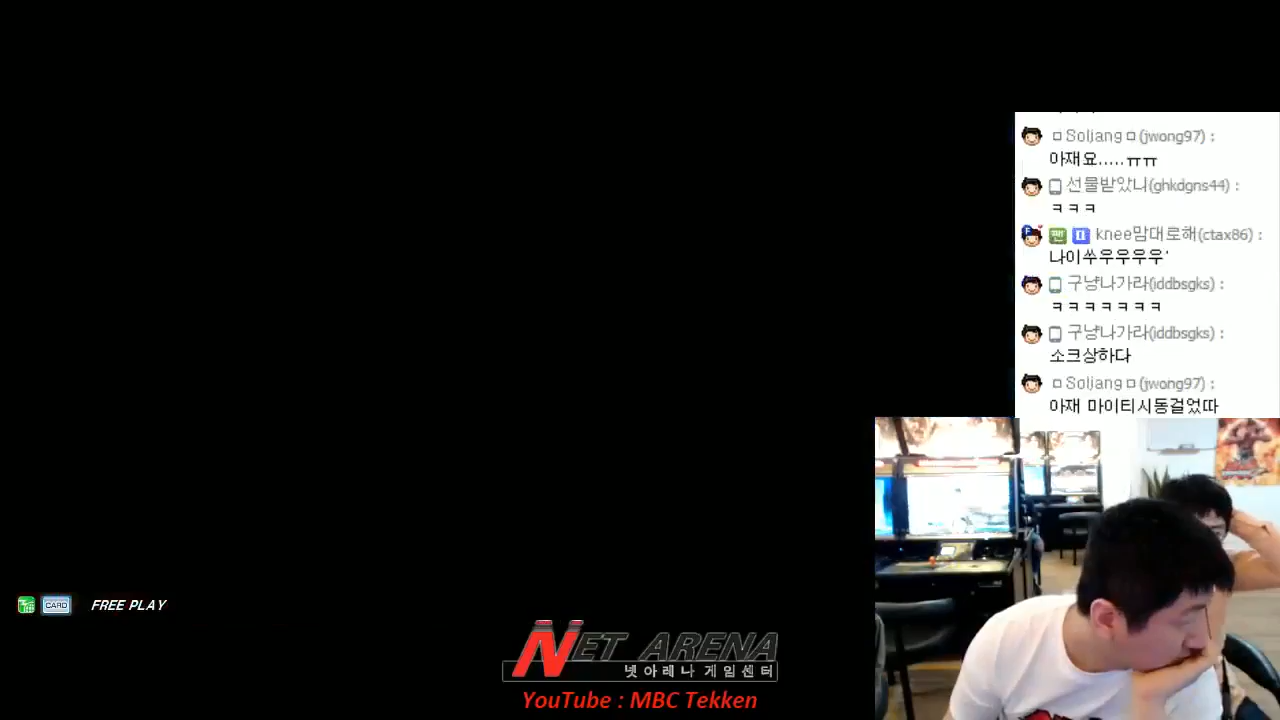 ㅁSoljangㅁ(jwong97) :
아재요.....ㅠㅠ
선물받았니(ghkdgns44) :
ㅋㅋㅋ
팬 n knee맘대로해(ctax86) :
나이쑤우우우우'
구냥나가라(iddbsgks) :
ㅋㅋㅋㅋㅋㅋㅋ
구냥나가라(iddbsgks) :
소크상하다
ㅁSoljangㅁ(jwong97) :
아재 마이티시동걸었따
CARD FREE PLAY
NET ARENA
넷아레나 게임센터
YouTube : MBC Tekken